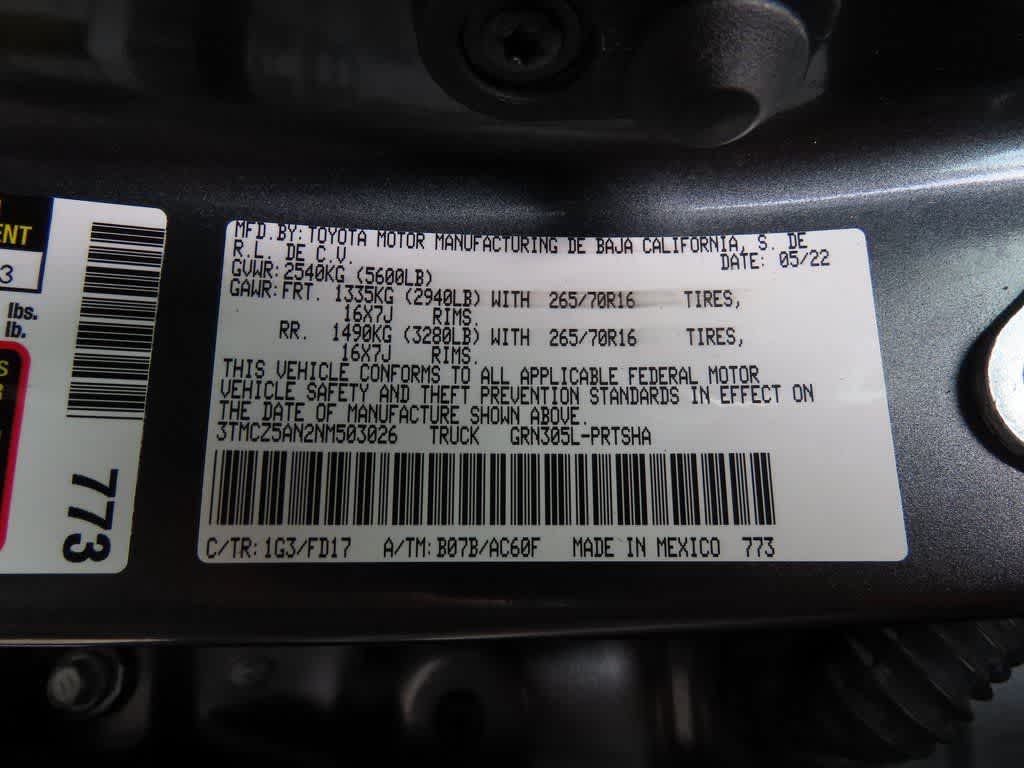 ENT
3
lbs.
lb.
S
R
773
MFD.BY:TOYOTA MOTOR MANUFACTURING DE BAJA CALIFORNIA, S. DE
R.L. DE C.V.
DATE: 05/22
GVWR:2540KG (5600LB)
GAWR:FRT. 1335KG (2940LB) WITH 265/70R16 TIRES,
16X7J RIMS.
RR. 1490KG (3280LB) WITH 265/70R16 TIRES,
16X7J RIMS.
THIS VEHICLE CONFORMS TO ALL APPLICABLE FEDERAL MOTOR
VEHICLE SAFETY AND THEFT PREVENTION STANDARDS IN EFFECT ON
THE DATE OF MANUFACTURE SHOWN ABOVE.
3TMCZ5AN2NM503026 TRUCK GRN305L-PRTSHA
C/TR:1G3/FD17 A/TM:B07B/AC60F MADE IN MEXICO 773